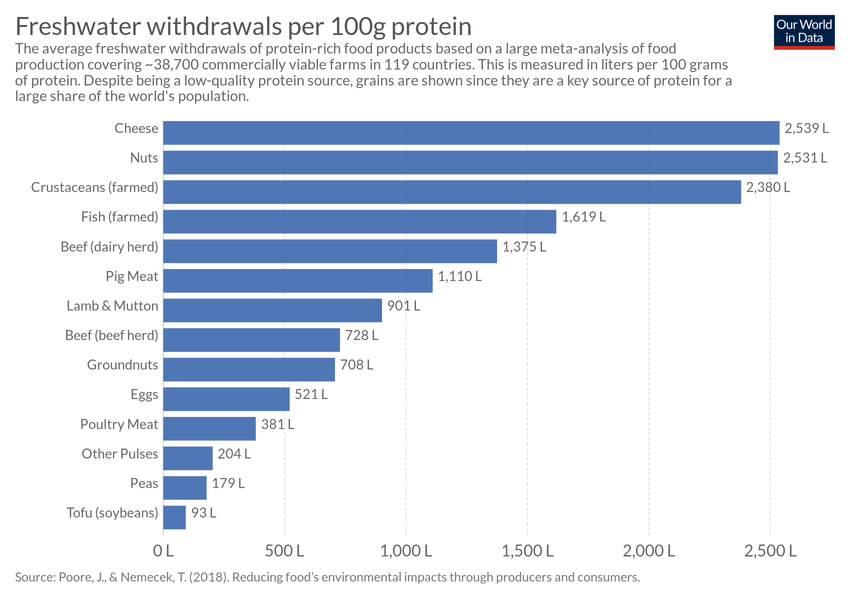 Freshwater withdrawals per 100g protein
Our World
in Data
The average freshwater withdrawals of protein-rich food products based on a large meta-analysis of food
production covering ~38,700 commercially viable farms in 119 countries. This is measured in liters per 100 grams
of protein. Despite being a low-quality protein source, grains are shown since they are a key source of protein for a
large share of the world's population.
Cheese 2,539 L
Nuts 2,531 L
Crustaceans (farmed) 2,380 L
Fish (farmed) 1,619 L
Beef (dairy herd) 1,375 L
Pig Meat 1,110 L
Lamb & Mutton 901 L
Beef (beef herd) 728 L
Groundnuts 708 L
Eggs 521 L
Poultry Meat 381 L
Other Pulses 204 L
Peas 179 L
Tofu (soybeans) 93 L
0 L 500 L 1,000 L 1,500 L 2,000 L 2,500 L
Source: Poore, J., & Nemecek, T. (2018). Reducing food's environmental impacts through producers and consumers.